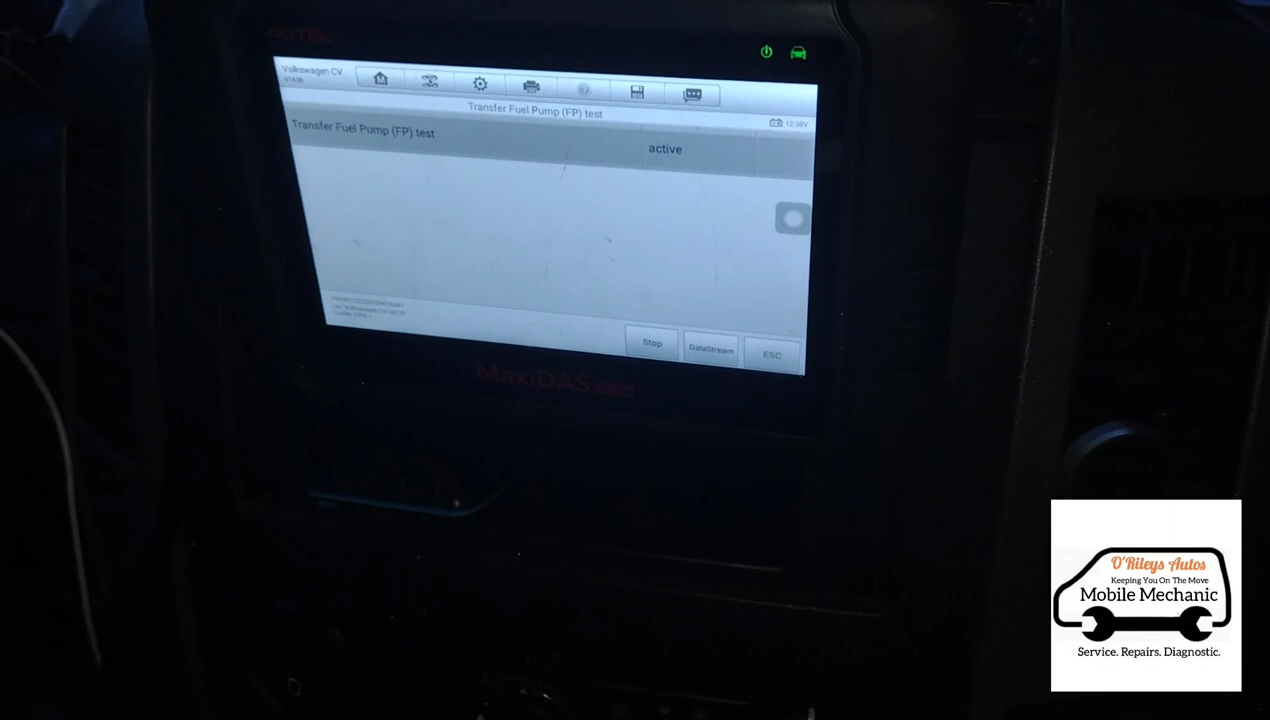 AUTEL
Volkswagen CV
Transfer Fuel Pump (FP) test
12.38V
Transfer Fuel Pump (FP) test
active
Stop
DataStream
ESC
MaxiDAS
O'Rileys Autos
Keeping You On The Move
Mobile Mechanic
Service. Repairs. Diagnostic.